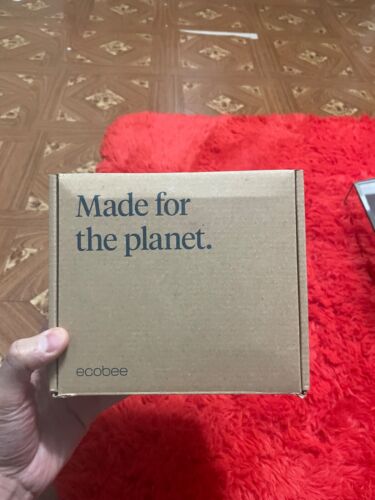 Made for
the planet.
ecobee